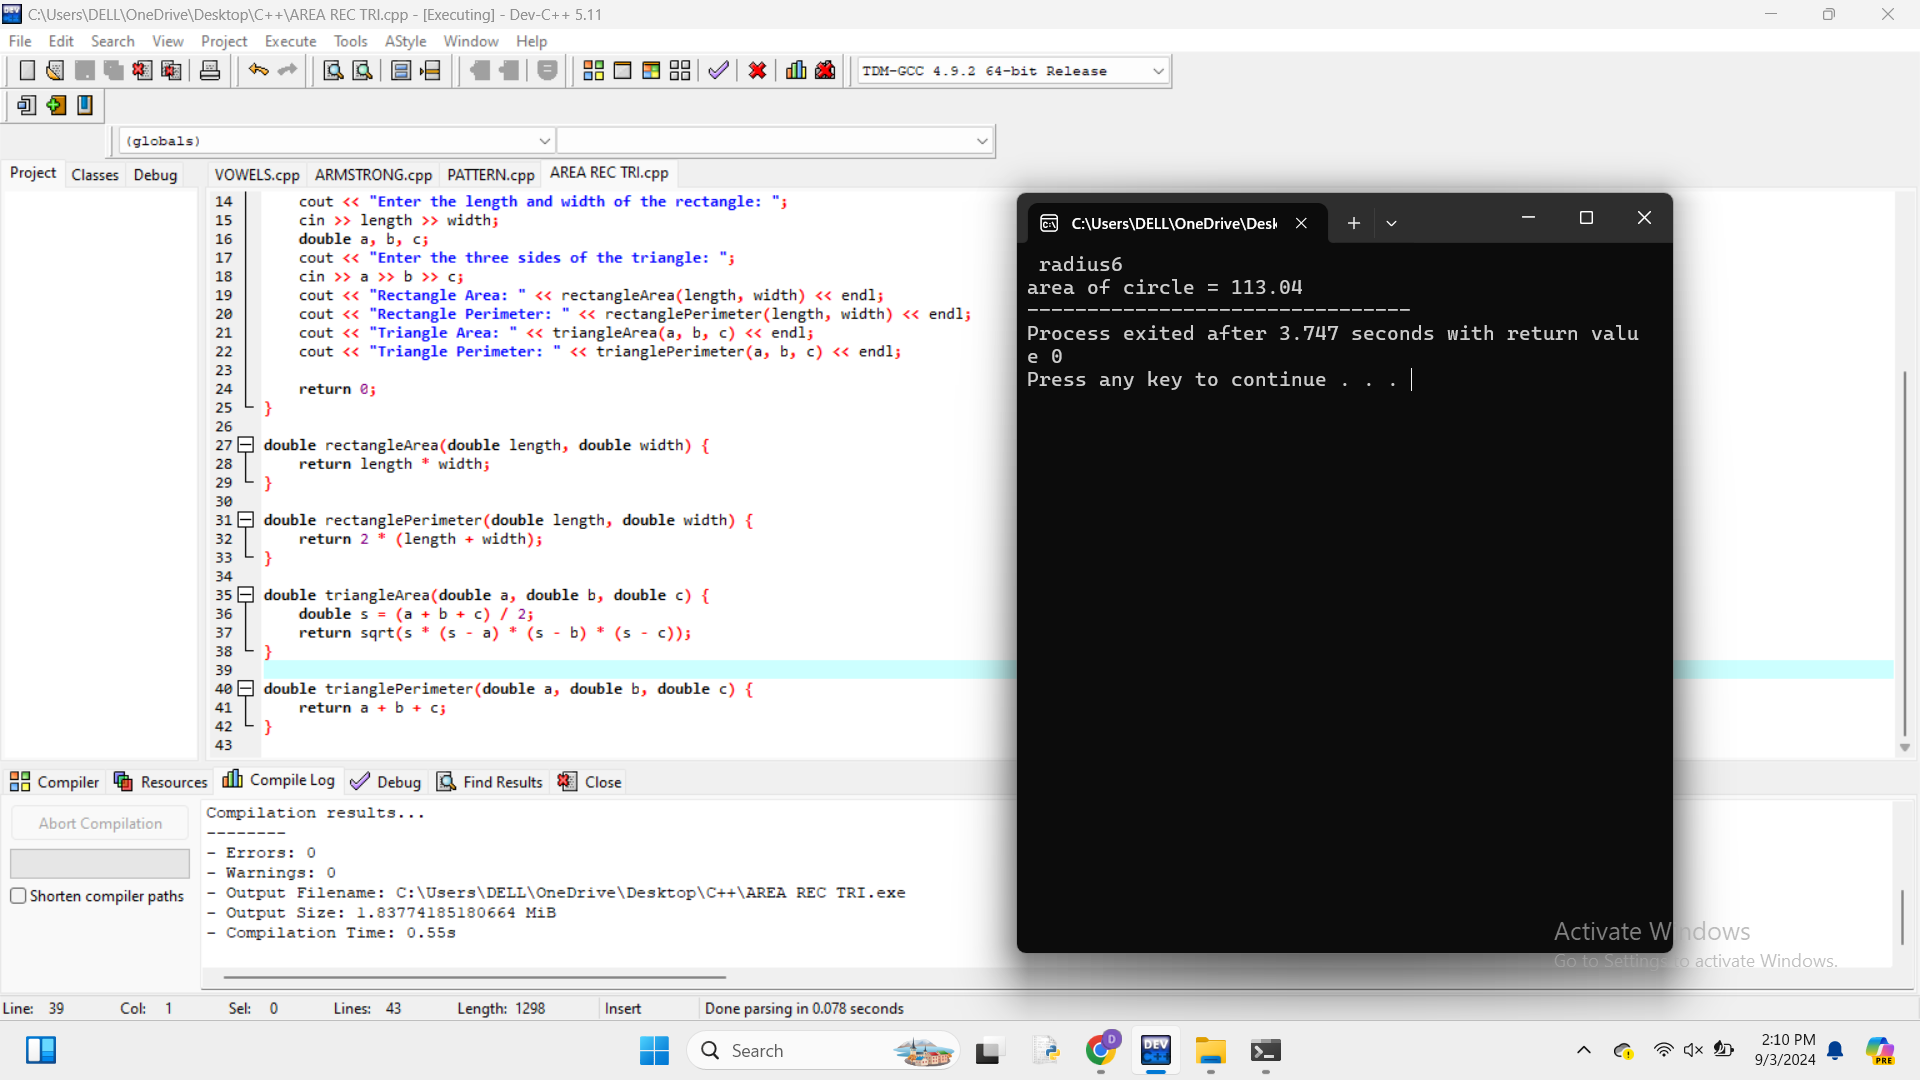 C:\Users\DELL\OneDrive\Desktop\C++\AREA REC TRI.cpp - [Executing] - Dev-C++ 5.11
File Edit Search View Project Execute Tools AStyle Window Help
TDM-GCC 4.9.2 64-bit Release
(globals)
Project Classes Debug
VOWELS.cpp ARMSTRONG.cpp PATTERN.cpp AREA REC TRI.cpp
14 cout << "Enter the length and width of the rectangle: ";
15 cin >> length >> width;
16 double a, b, c;
17 cout << "Enter the three sides of the triangle: ";
18 cin >> a >> b >> c;
19 cout << "Rectangle Area: " << rectangleArea(length, width) << endl;
20 cout << "Rectangle Perimeter: " << rectanglePerimeter(length, width) << endl;
21 cout << "Triangle Area: " << triangleArea(a, b, c) << endl;
22 cout << "Triangle Perimeter: " << trianglePerimeter(a, b, c) << endl;
23
24 return 0;
25 }
26
27 double rectangleArea(double length, double width) {
28 return length * width;
29 }
30
31 double rectanglePerimeter(double length, double width) {
32 return 2 * (length + width);
33 }
34
35 double triangleArea(double a, double b, double c) {
36 double s = (a + b + c) / 2;
37 return sqrt(s * (s - a) * (s - b) * (s - c));
38 }
39
40 double trianglePerimeter(double a, double b, double c) {
41 return a + b + c;
42 }
43
C:\Users\DELL\OneDrive\Desk
radius6
area of circle = 113.04
--------------------------------
Process exited after 3.747 seconds with return valu
e 0
Press any key to continue . . .
Compiler Resources Compile Log Debug Find Results Close
Abort Compilation
Shorten compiler paths
Compilation results...
--------
- Errors: 0
- Warnings: 0
- Output Filename: C:\Users\DELL\OneDrive\Desktop\C++\AREA REC TRI.exe
- Output Size: 1.83774185180664 MiB
- Compilation Time: 0.55s
Activate Windows
Go to Settings to activate Windows.
Line: 39 Col: 1 Sel: 0 Lines: 43 Length: 1298 Insert Done parsing in 0.078 seconds
Search
D
DEV
PRE
2:10 PM
9/3/2024